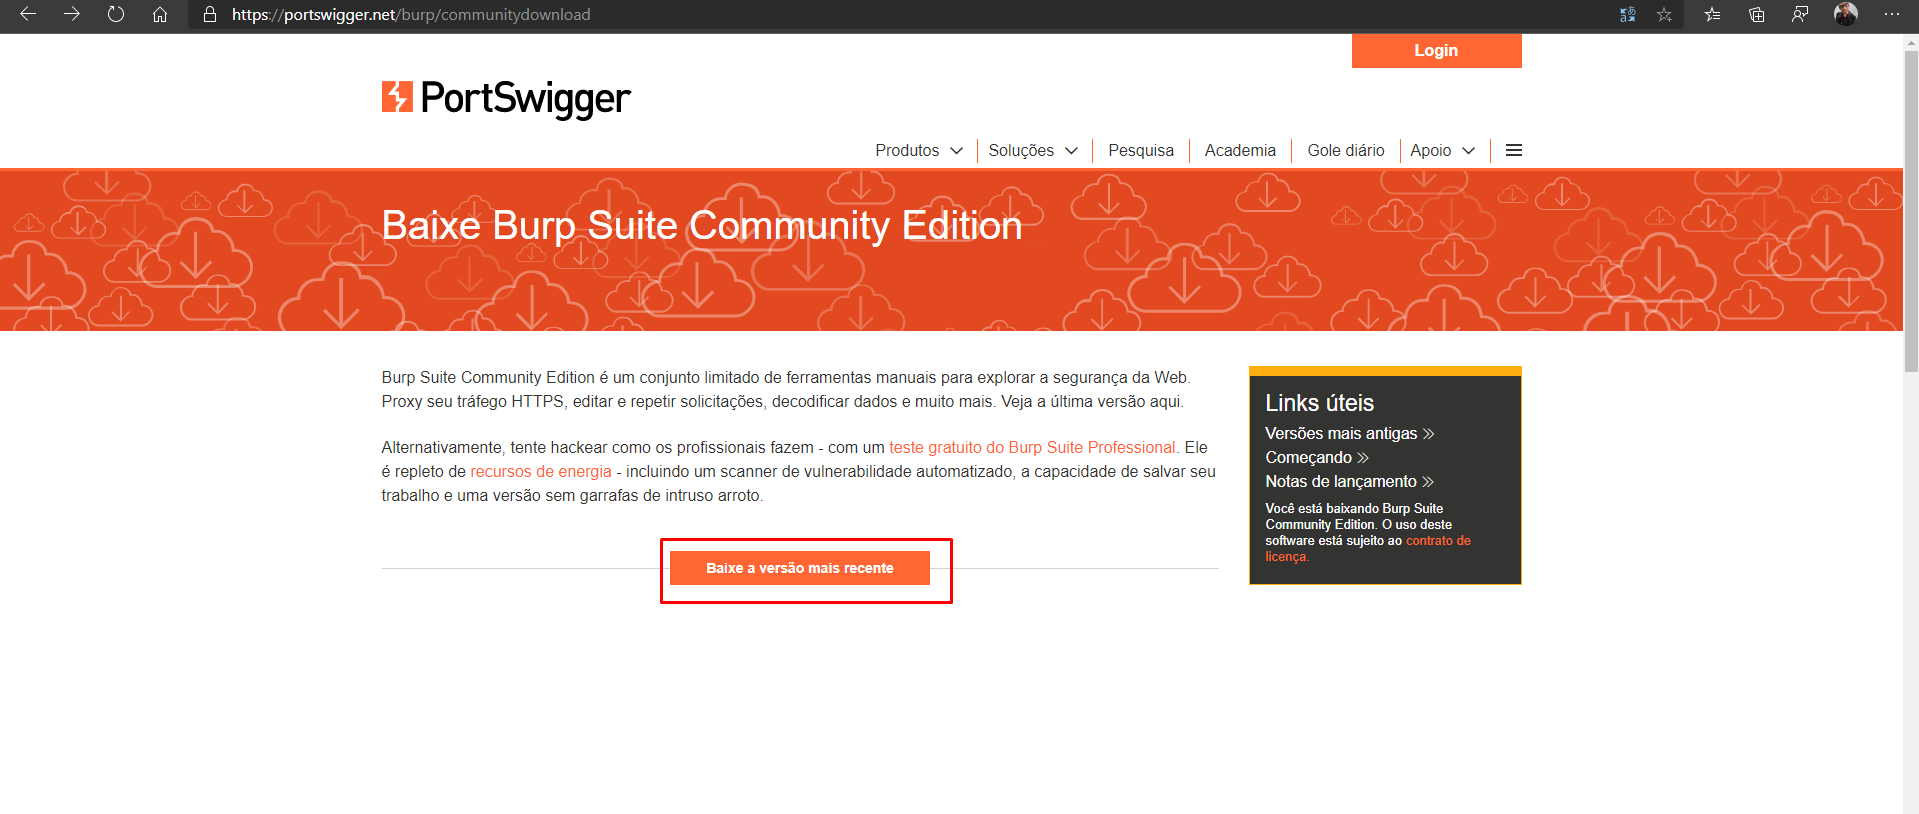 https://portswigger.net/burp/communitydownload
Login
PortSwigger
Produtos
Soluções
Pesquisa
Academia
Gole diário
Apoio
Baixe Burp Suite Community Edition
Burp Suite Community Edition é um conjunto limitado de ferramentas manuais para explorar a segurança da Web.
Proxy seu tráfego HTTPS, editar e repetir solicitações, decodificar dados e muito mais. Veja a última versão aqui.
Alternativamente, tente hackear como os profissionais fazem - com um teste gratuito do Burp Suite Professional. Ele
é repleto de recursos de energia - incluindo um scanner de vulnerabilidade automatizado, a capacidade de salvar seu
trabalho e uma versão sem garrafas de intruso arroto.
Baixe a versão mais recente
Links úteis
Versões mais antigas
Começando
Notas de lançamento
Você está baixando Burp Suite
Community Edition. O uso deste
software está sujeito ao contrato de
licença.